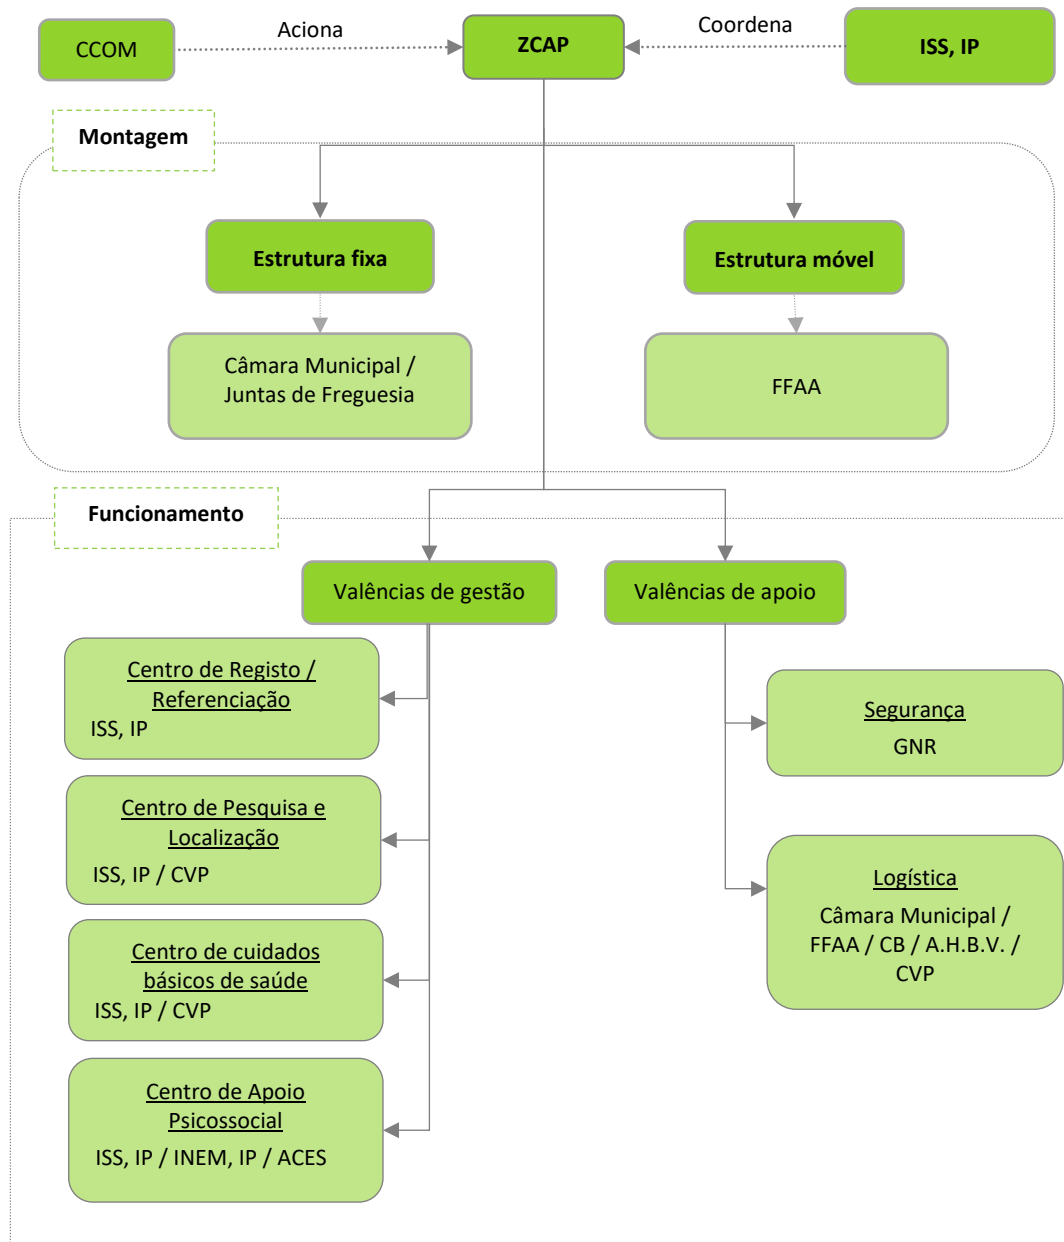 CCOM
Aciona
ZCAP
Coordena
ISS, IP
Montagem
Estrutura fixa
Estrutura móvel
Câmara Municipal /
Juntas de Freguesia
FFAA
Funcionamento
Valências de gestão
Valências de apoio
Centro de Registo /
Referenciação
ISS, IP
Centro de Pesquisa e
Localização
ISS, IP / CVP
Centro de cuidados
básicos de saúde
ISS, IP / CVP
Centro de Apoio
Psicossocial
ISS, IP / INEM, IP / ACES
Segurança
GNR
Logística
Câmara Municipal /
FFAA / CB / A.H.B.V. /
CVP